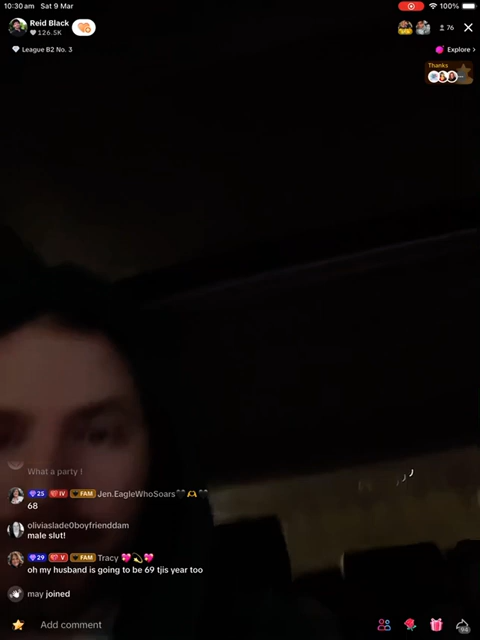 10:30 am Sat 9 Mar
100%
Reid Black
126.5K
76
League B2 No. 3
Explore >
Thanks
What a party !
25 IV FAM Jen.EagleWhoSoars🖤🫶🖤
68
oliviaslade0boyfrienddam
male slut!
29 V FAM Tracy 💖💫💖
oh my husband is going to be 69 tjis year too
may joined
Add comment
94